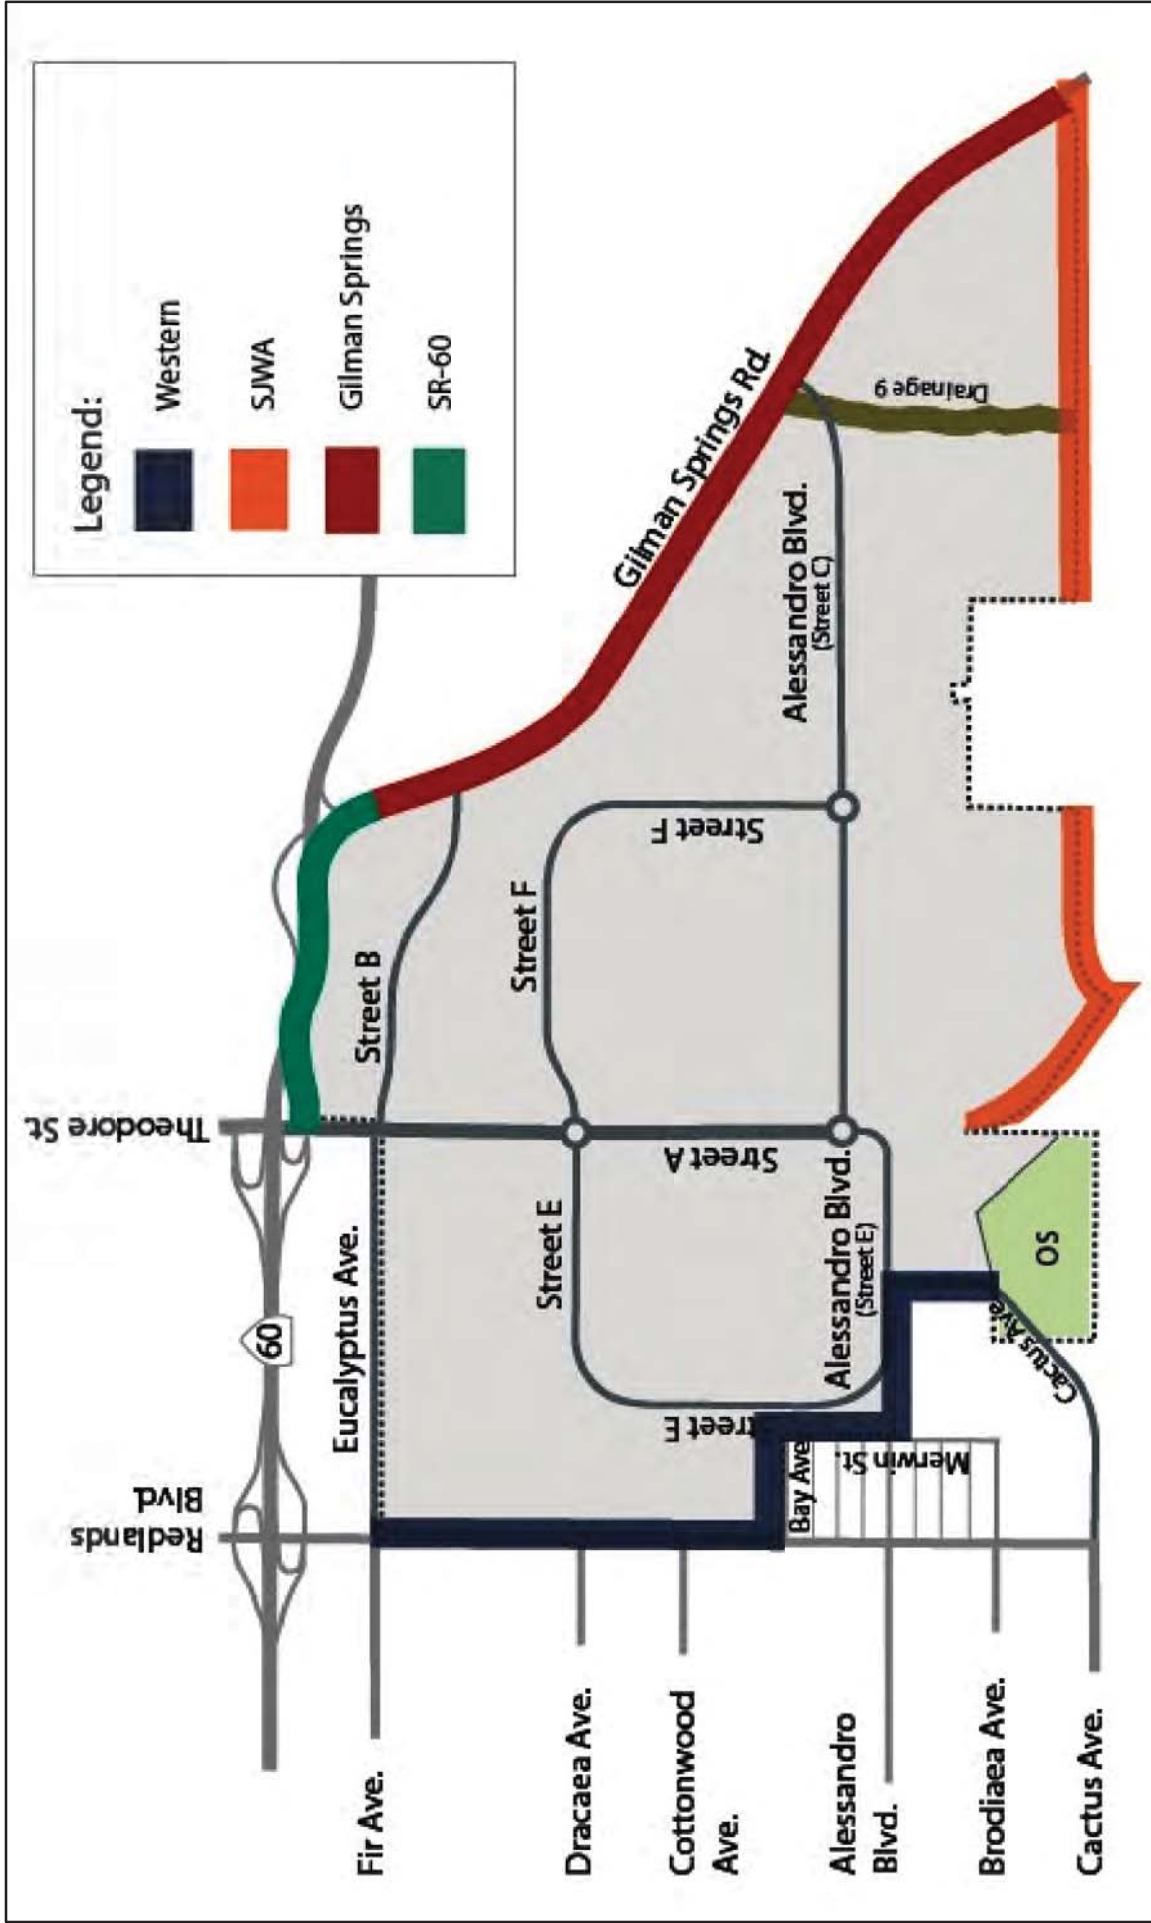 Legend:
Western
SJWA
Gilman Springs
SR-60
Theodore St.
Redlands
Blvd.
60
Eucalyptus Ave.
Street B
Street F
Street F
Gilman Springs Rd.
Street E
Street A
Street E
Alessandro Blvd.
(Street C)
Alessandro Blvd.
(Street E)
Drainage 9
Bay Ave
Merwin St.
Cactus Ave
OS
Fir Ave.
Dracaea Ave.
Cottonwood
Ave.
Alessandro
Blvd.
Brodiaea Ave.
Cactus Ave.